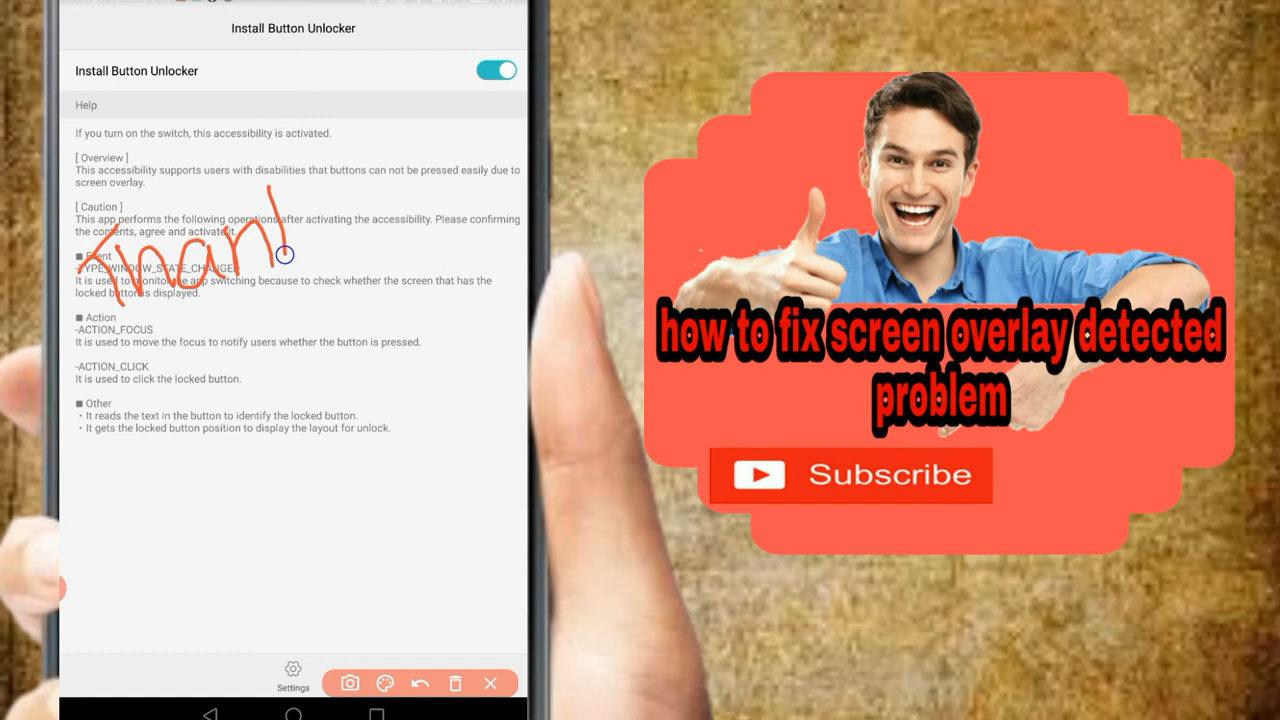 Install Button Unlocker
Install Button Unlocker
Help
If you turn on the switch, this accessibility is activated.
[ Overview ]
This accessibility supports users with disabilities that buttons can not be pressed easily due to
screen overlay.
[ Caution ]
This app performs the following operations after activating the accessibility. Please confirming
the contents, agree and activate it.
■ Event
-TYPE_WINDOW_STATE_CHANGED
It is used to monitor the app switching because to check whether the screen that has the
locked button is displayed.
■ Action
-ACTION_FOCUS
It is used to move the focus to notify users whether the button is pressed.
-ACTION_CLICK
It is used to click the locked button.
■ Other
・It reads the text in the button to identify the locked button.
・It gets the locked button position to display the layout for unlock.
Settings
Than
how to fix screen overlay detected
problem
Subscribe